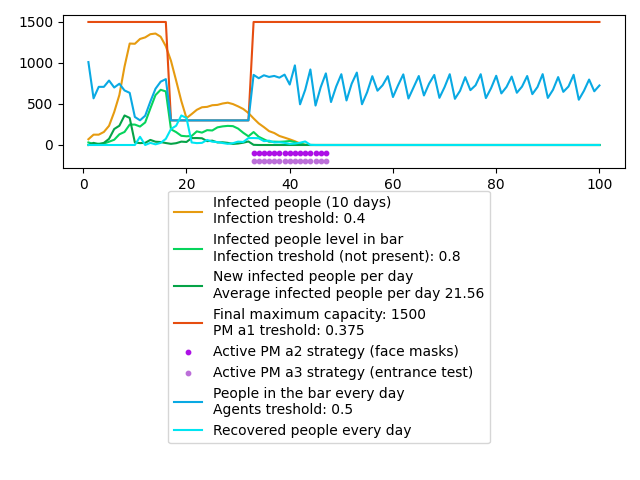 1500
1000
500
0
0 20 40 60 80 100
Infected people (10 days)
Infection treshold: 0.4
Infected people level in bar
Infection treshold (not present): 0.8
New infected people per day
Average infected people per day 21.56
Final maximum capacity: 1500
PM a1 treshold: 0.375
Active PM a2 strategy (face masks)
Active PM a3 strategy (entrance test)
People in the bar every day
Agents treshold: 0.5
Recovered people every day